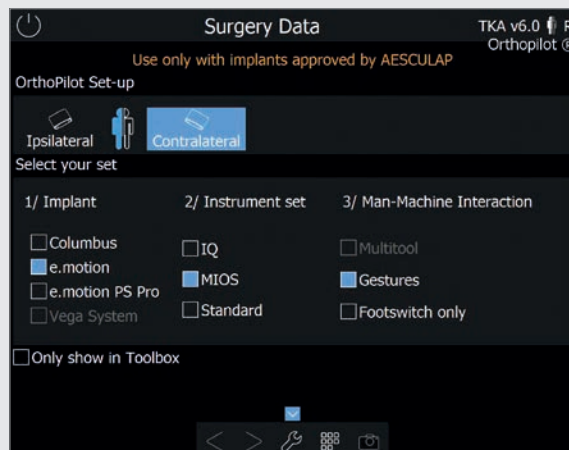 Surgery Data
TKA v6.0 R
Orthopilot ®
Use only with implants approved by AESCULAP
OrthoPilot Set-up
Ipsilateral
Contralateral
Select your set
1/ Implant
Columbus
e.motion
e.motion PS Pro
Vega System
2/ Instrument set
IQ
MIOS
Standard
3/ Man-Machine Interaction
Multitool
Gestures
Footswitch only
Only show in Toolbox